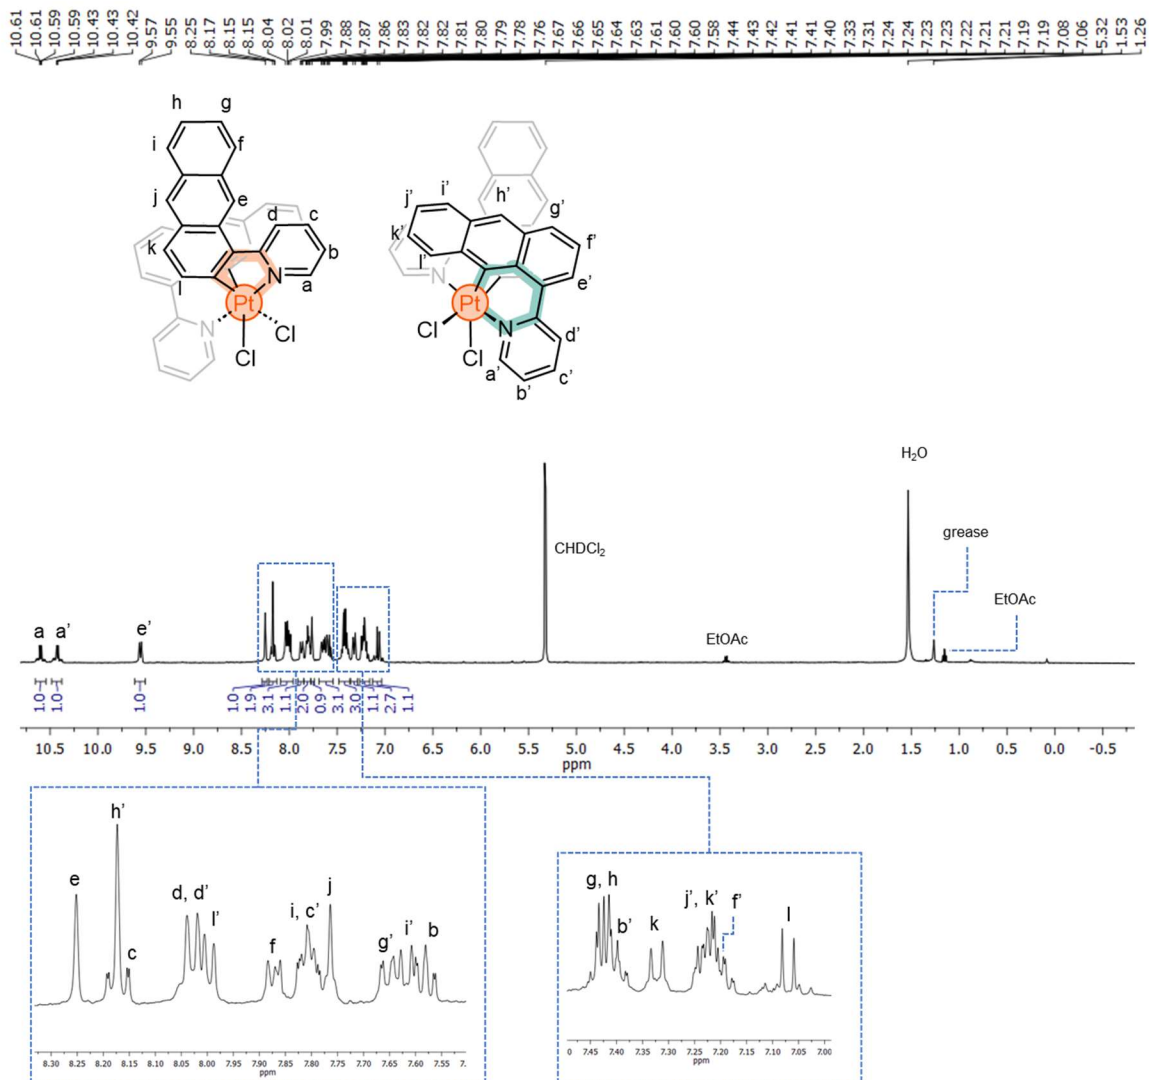 10.61 10.61 10.59 10.59 10.43 10.43 10.42 9.57 9.55 8.25 8.17 8.15 8.15 8.04 8.02 8.01 7.99 7.88 7.87 7.86 7.83 7.82 7.82 7.81 7.80 7.79 7.78 7.76 7.67 7.66 7.65 7.64 7.63 7.61 7.60 7.60 7.58 7.44 7.43 7.42 7.42 7.41 7.41 7.40 7.33 7.31 7.24 7.24 7.23 7.23 7.22 7.21 7.21 7.19 7.19 7.08 7.06 5.32 1.53 1.26
h g
i f
j e
k d c
b
l N a
Pt
N Cl
Cl
j' i' h' g'
k' f'
l' e'
N
Pt
Cl N d'
Cl
a' c'
b'
H2O
CHDCl2
grease
EtOAc
EtOAc
a a' e'
1.0 1.0 1.0 1.0 1.9 3.1 1.1 2.0 0.9 3.1 3.0 1.1 2.7 1.1
10.5 10.0 9.5 9.0 8.5 8.0 7.5 7.0 6.5 6.0 5.5 5.0 4.5 4.0 3.5 3.0 2.5 2.0 1.5 1.0 0.5 0.0 -0.5
ppm
h'
e
d, d'
l'
c
f
i, c'
j
g'
i'
b
8.30 8.25 8.20 8.15 8.10 8.05 8.00 7.95 7.90 7.85 7.80 7.75 7.70 7.65 7.60 7.55 7.
ppm
g, h
b'
k
j', k'
f'
l
0 7.45 7.40 7.35 7.30 7.25 7.20 7.15 7.10 7.05 7.00
ppm